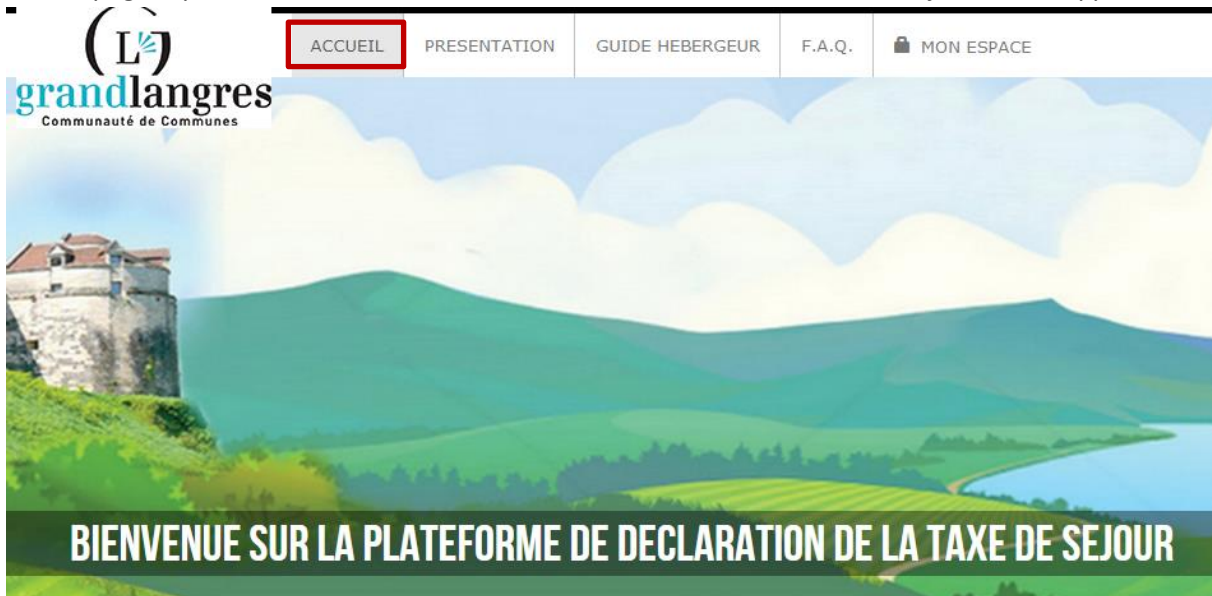 ACCUEIL PRESENTATION GUIDE HEBERGEUR F.A.Q. MON ESPACE
(L)
grandlangres
Communauté de Communes
BIENVENUE SUR LA PLATEFORME DE DECLARATION DE LA TAXE DE SEJOUR